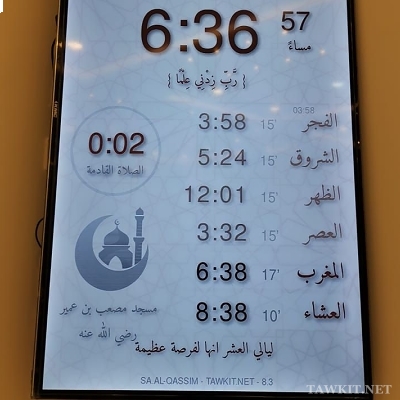 6:36 57
مساءً
{ رَّبِّ زِدْنِي عِلْمًا }
03:58
الفجر 15' 3:58
0:02
الصلاة القادمة
الشروق 15' 5:24
الظهر 15' 12:01
العصر 15' 3:32
المغرب 17' 6:38
العشاء 10' 8:38
مسجد مصعب بن عمير
رضي الله عنه
ليالي العشر انها لفرصة عظيمة
SA.AL-QASSIM - TAWKIT.NET - 8.3
TAWKIT.NET